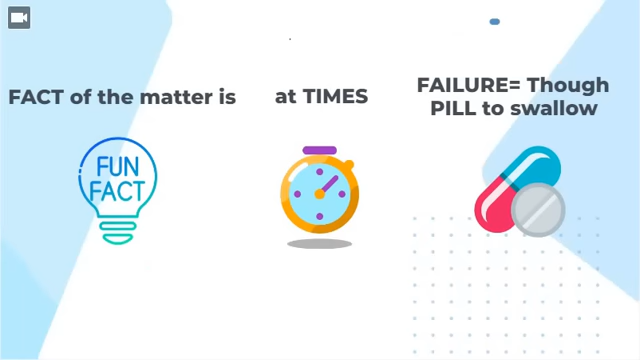 FACT of the matter is
at TIMES
FAILURE= Though
PILL to swallow
FUN
FACT